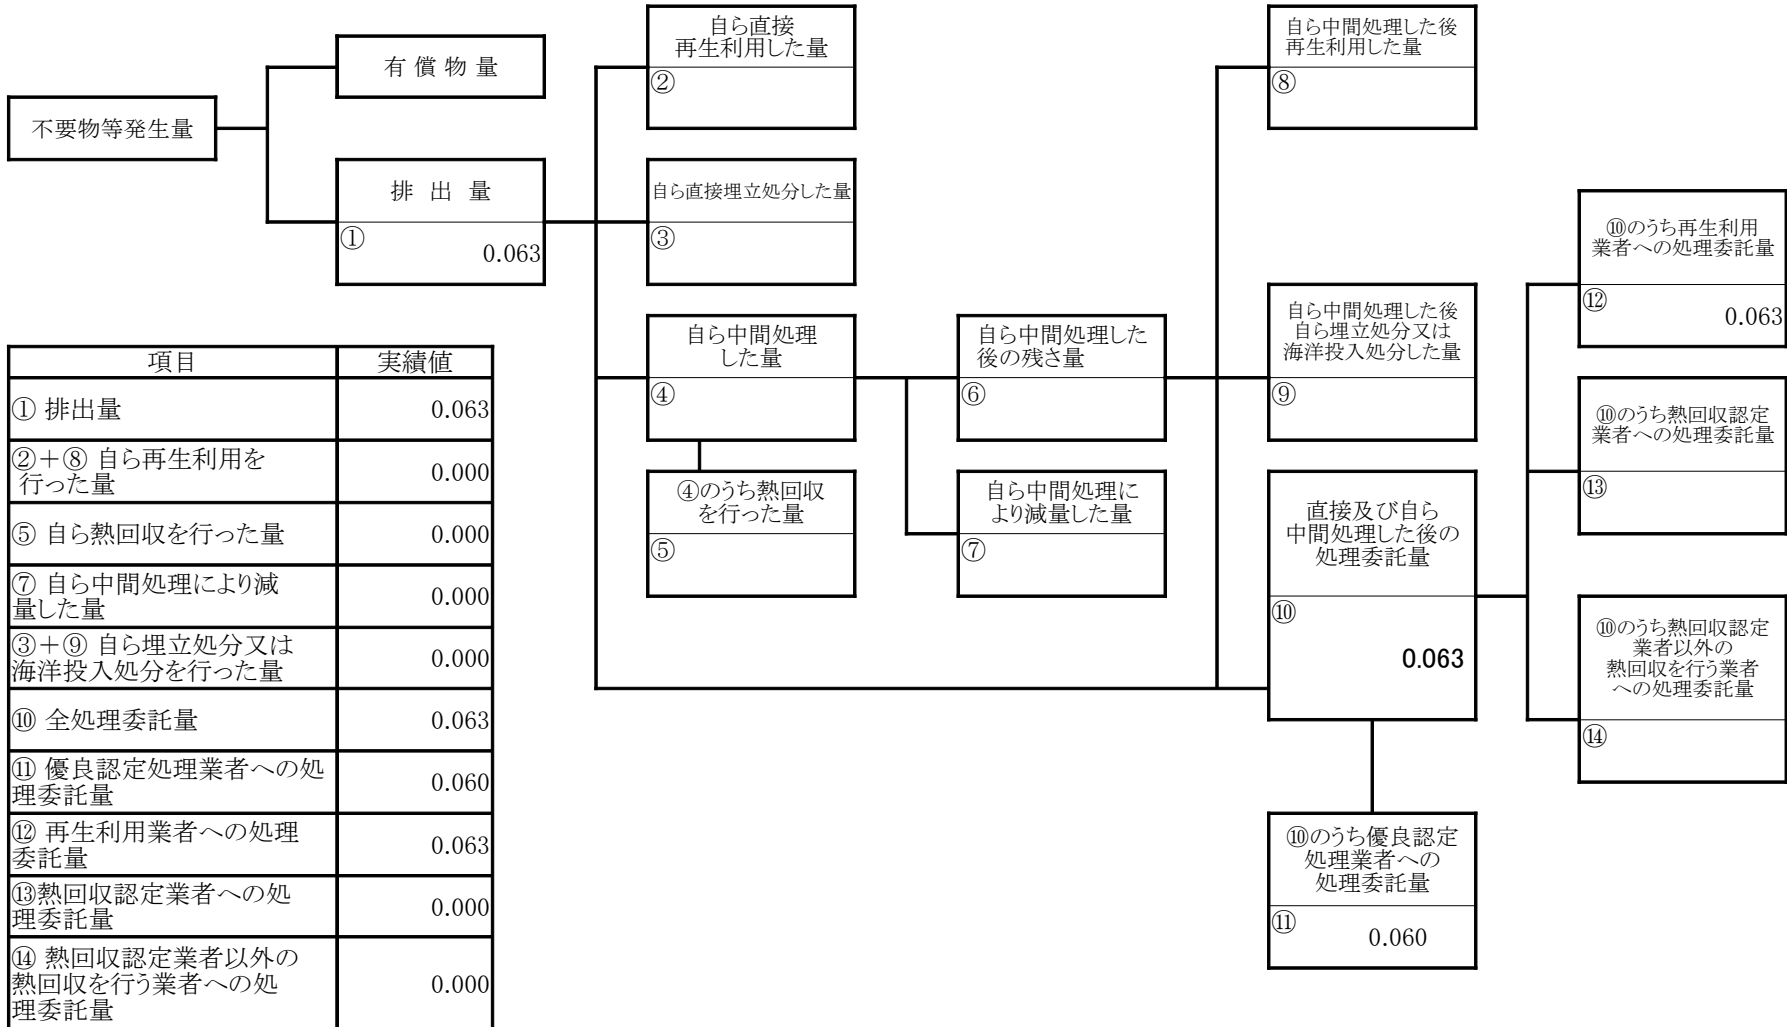 不要物等発生量
有 償 物 量
排 出 量
①
0.063
自ら直接
再生利用した量
②
自ら直接埋立処分した量
③
自ら中間処理
した量
④
④のうち熱回収
を行った量
⑤
自ら中間処理した
後の残さ量
⑥
自ら中間処理に
より減量した量
⑦
自ら中間処理した後
再生利用した量
⑧
自ら中間処理した後
自ら埋立処分又は
海洋投入処分した量
⑨
直接及び自ら
中間処理した後の
処理委託量
⑩
0.063
⑩のうち優良認定
処理業者への
処理委託量
⑪
0.060
⑩のうち再生利用
業者への処理委託量
⑫
0.063
⑩のうち熱回収認定
業者への処理委託量
⑬
⑩のうち熱回収認定
業者以外の
熱回収を行う業者
への処理委託量
⑭
項目 実績値
① 排出量 0.063
②＋⑧ 自ら再生利用を
行った量 0.000
⑤ 自ら熱回収を行った量 0.000
⑦ 自ら中間処理により減
量した量 0.000
③＋⑨ 自ら埋立処分又は
海洋投入処分を行った量 0.000
⑩ 全処理委託量 0.063
⑪ 優良認定処理業者への処
理委託量 0.060
⑫ 再生利用業者への処理
委託量 0.063
⑬熱回収認定業者への処
理委託量 0.000
⑭ 熱回収認定業者以外の
熱回収を行う業者への処
理委託量 0.000